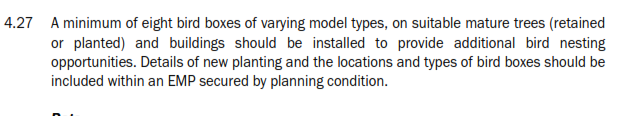 4.27 A minimum of eight bird boxes of varying model types, on suitable mature trees (retained
or planted) and buildings should be installed to provide additional bird nesting
opportunities. Details of new planting and the locations and types of bird boxes should be
included within an EMP secured by planning condition.